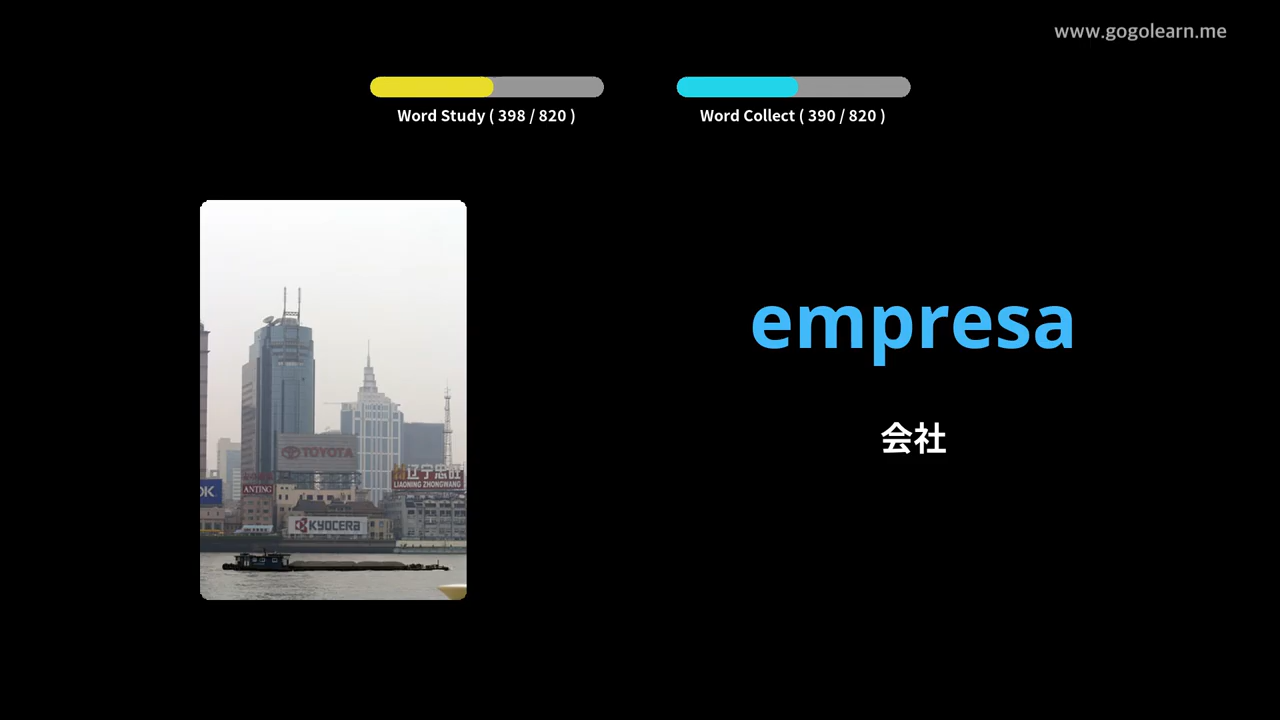 www.gogolearn.me
Word Study ( 398 / 820 )
Word Collect ( 390 / 820 )
empresa
会社
TOYOTA
辽宁忠旺
LIAONING ZHONGWANG
OK
ANTING
KYOCERA